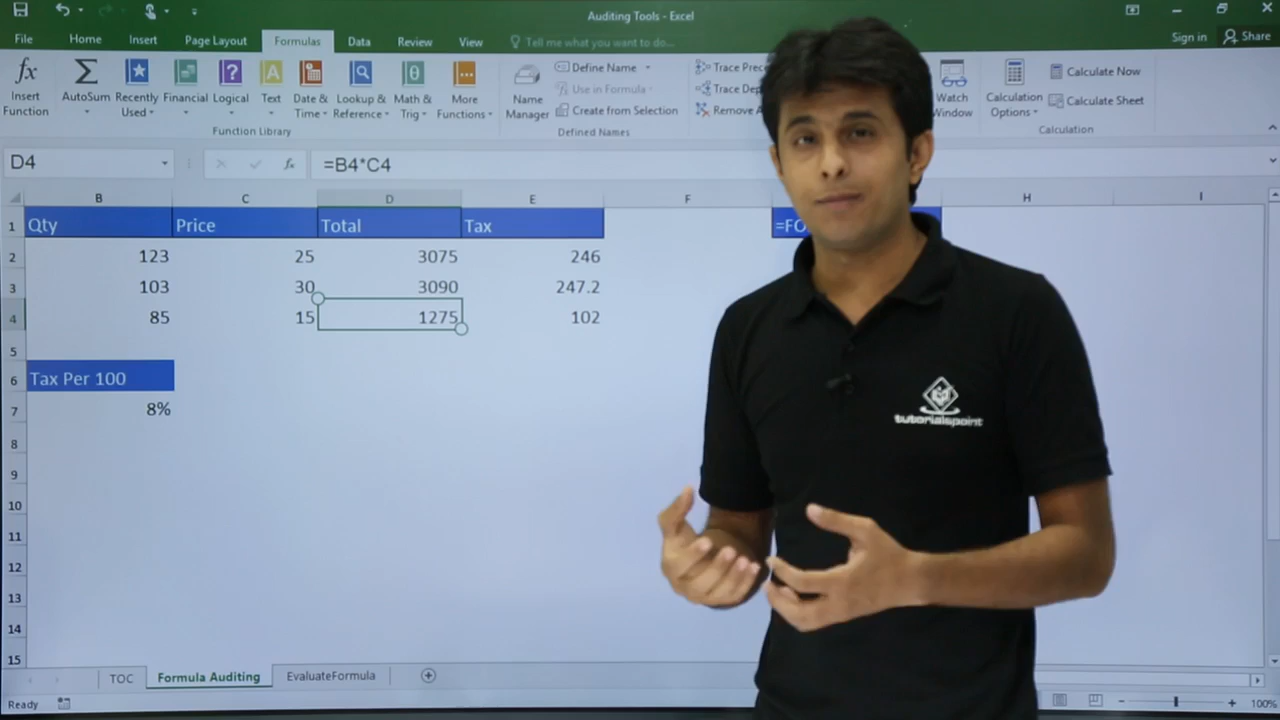 Auditing Tools - Excel
File Home Insert Page Layout Formulas Data Review View Tell me what you want to do... Sign in Share
fx Insert Function
Σ AutoSum
Recently Used
Financial
Logical
? 
A Text
Date & Time
Lookup & Reference
θ Math & Trig
More Functions
Function Library
Name Manager
Define Name
Use in Formula
Create from Selection
Defined Names
Trace
Trace
Remove
Watch Window
Calculation Options
Calculate Now
Calculate Sheet
Calculation
D4 fx =B4*C4
B C D E F H I
1 Qty Price Total Tax =FO
2 123 25 3075 246
3 103 30 3090 247.2
4 85 15 1275 102
5
6 Tax Per 100
7 8%
8
9
10
11
12
13
14
15
tutorialspoint
TOC Formula Auditing EvaluateFormula
Ready 100%